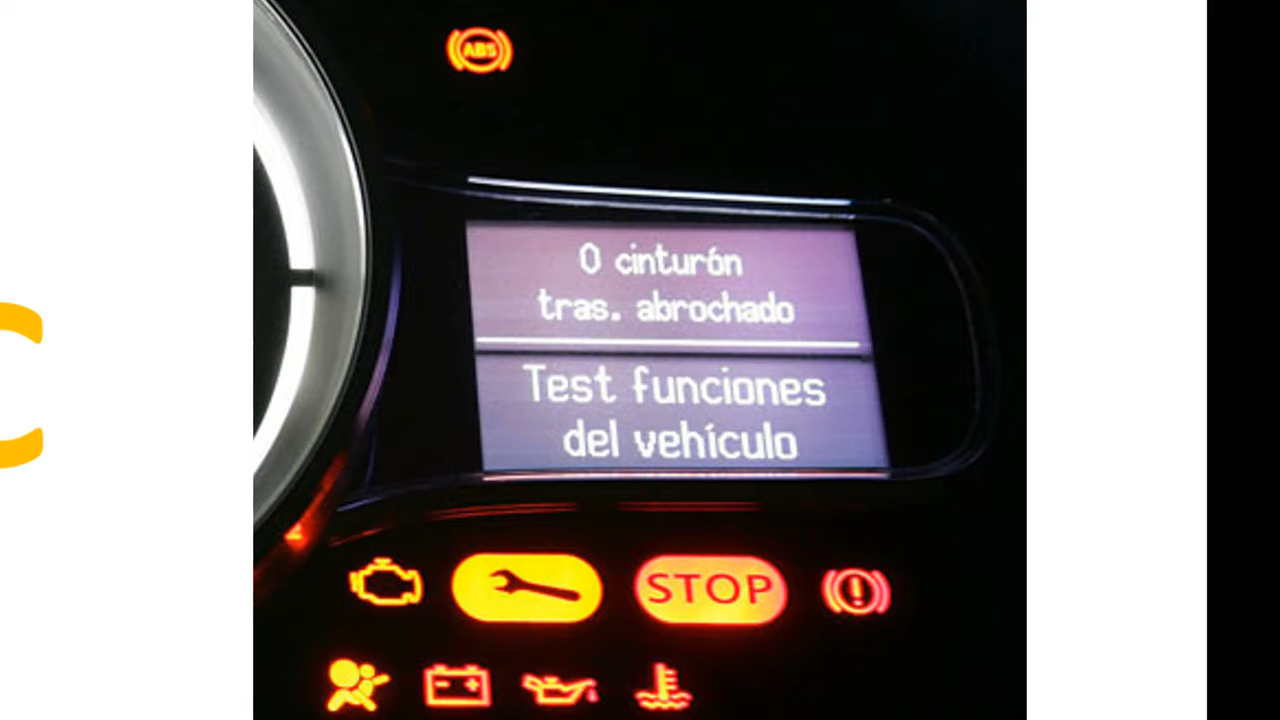 ABS
0 cinturón
tras. abrochado
Test funciones
del vehículo
STOP